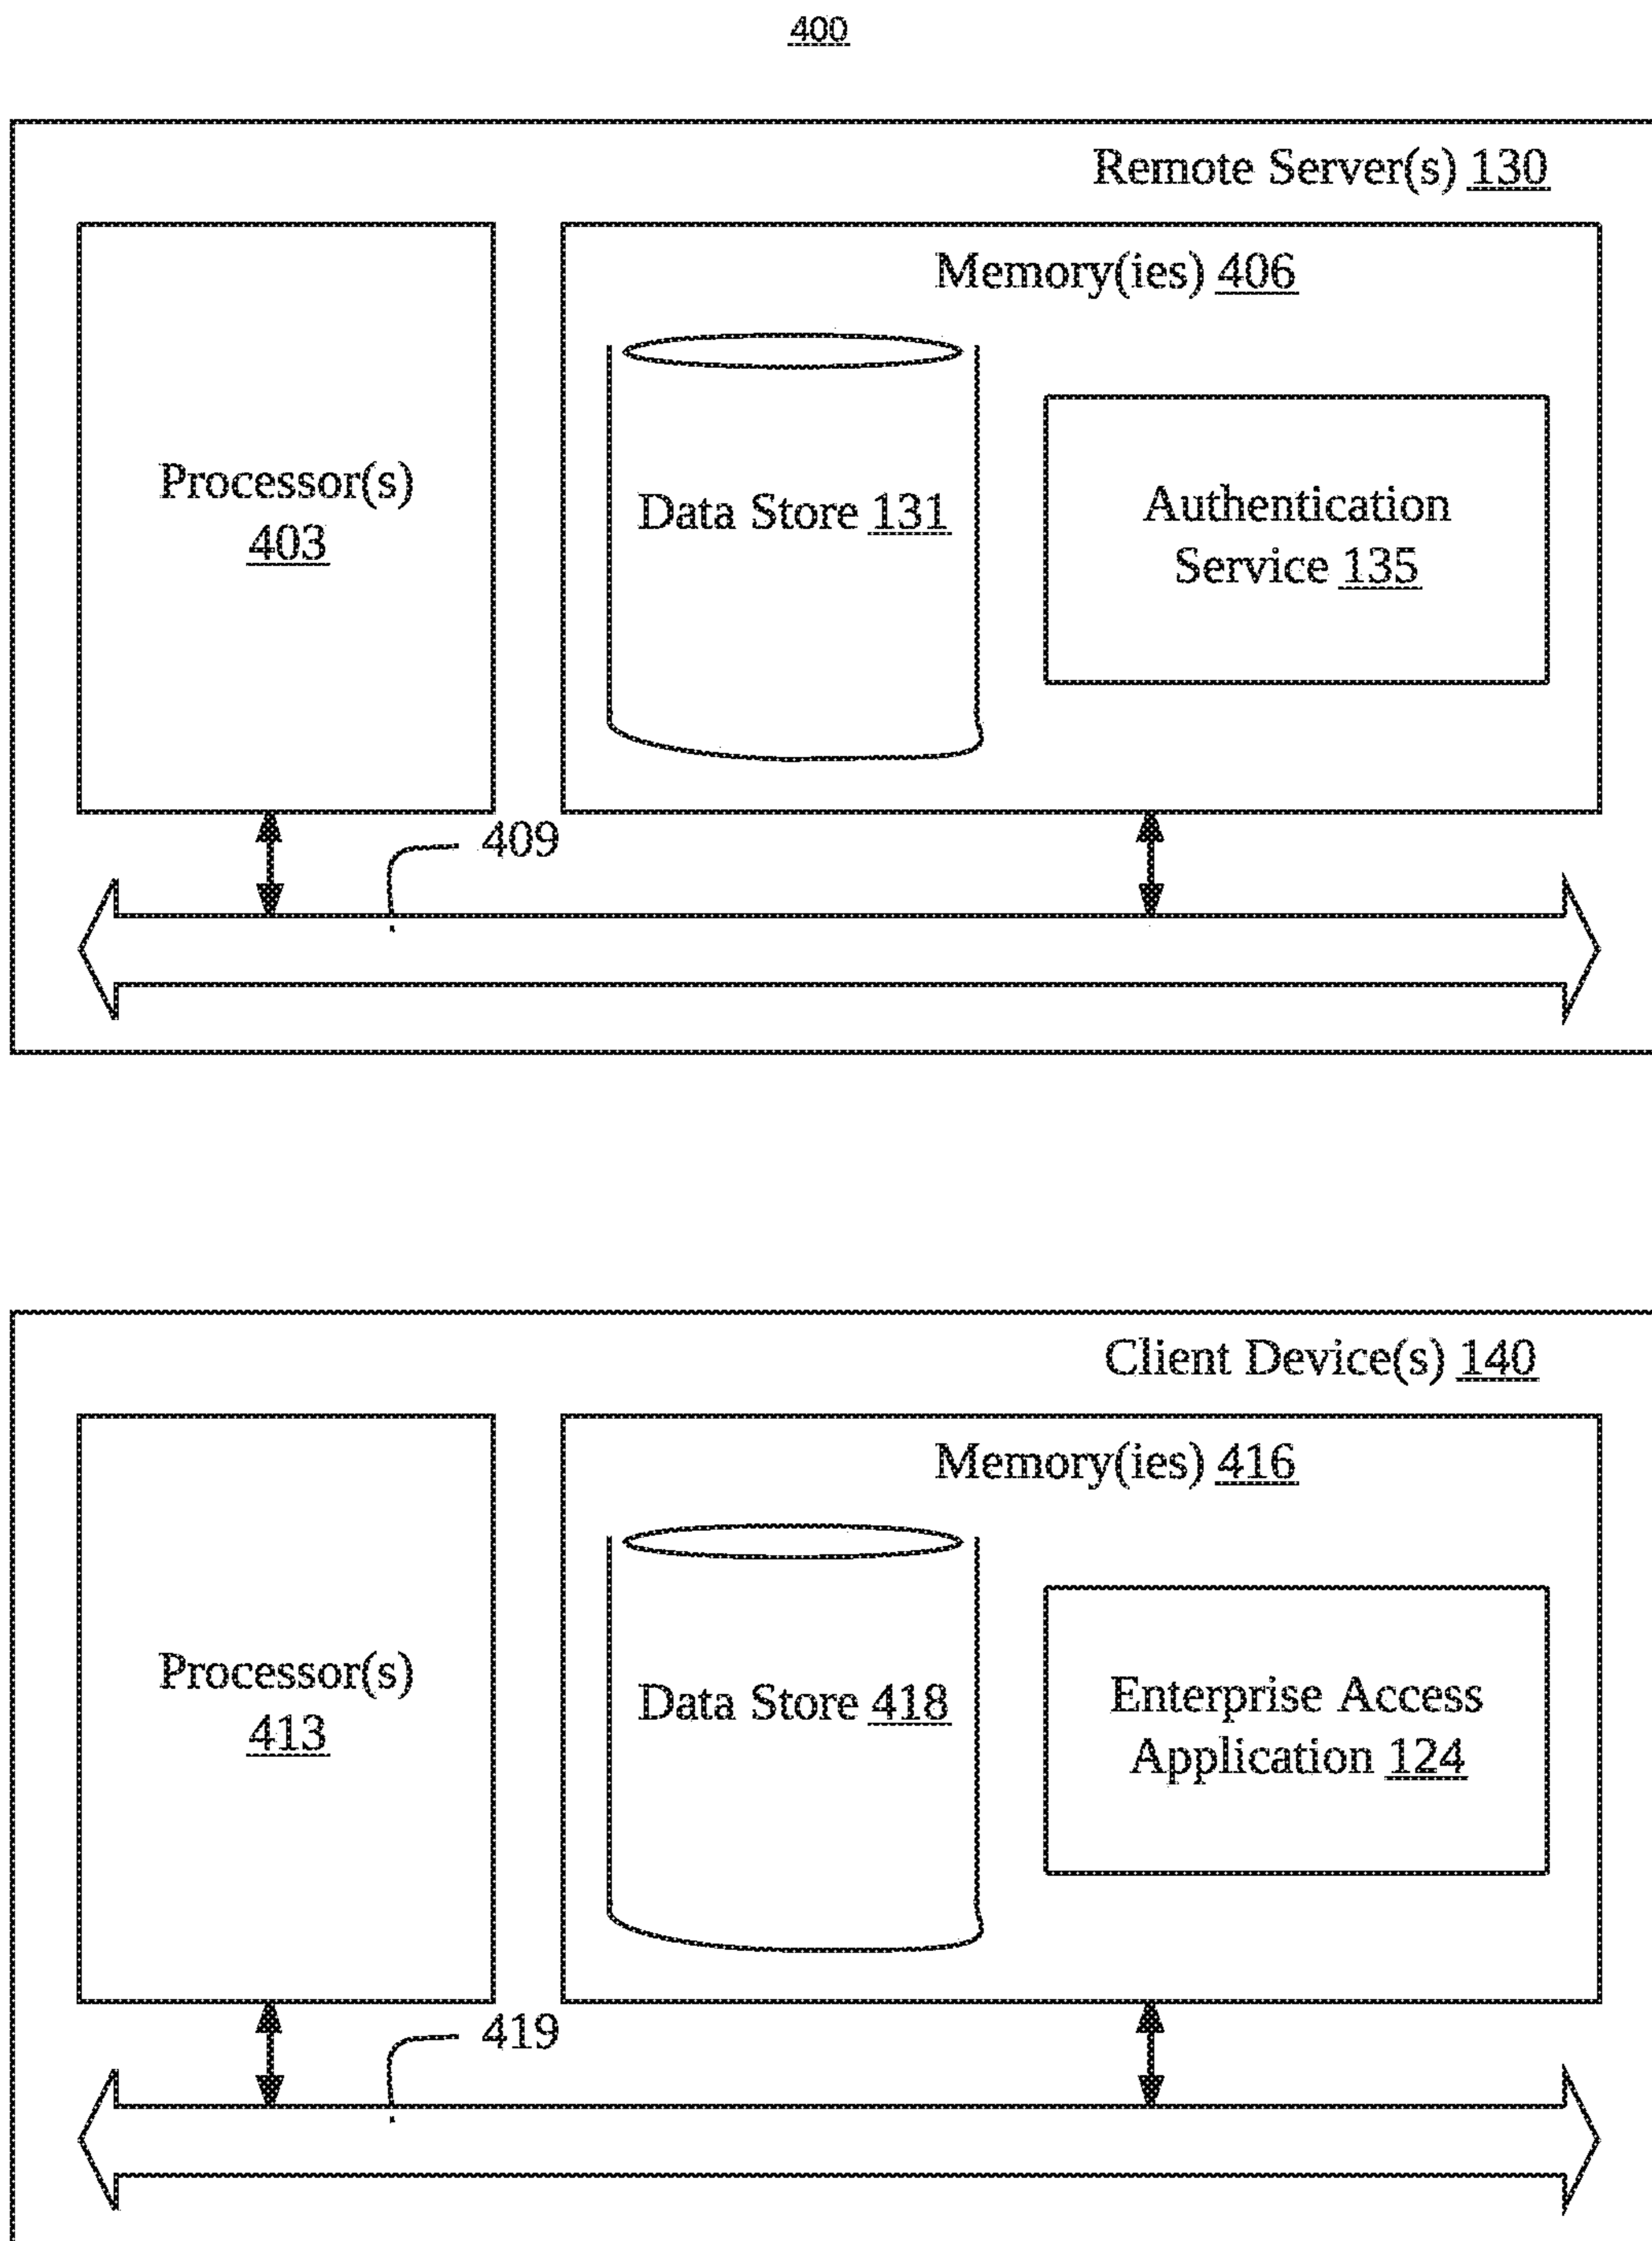 400
Remote Server(s) 130
Memory(ies) 406
Processor(s)
403
Data Store 131
Authentication
Service 135
409
Client Device(s) 140
Memory(ies) 416
Processor(s)
413
Data Store 418
Enterprise Access
Application 124
419